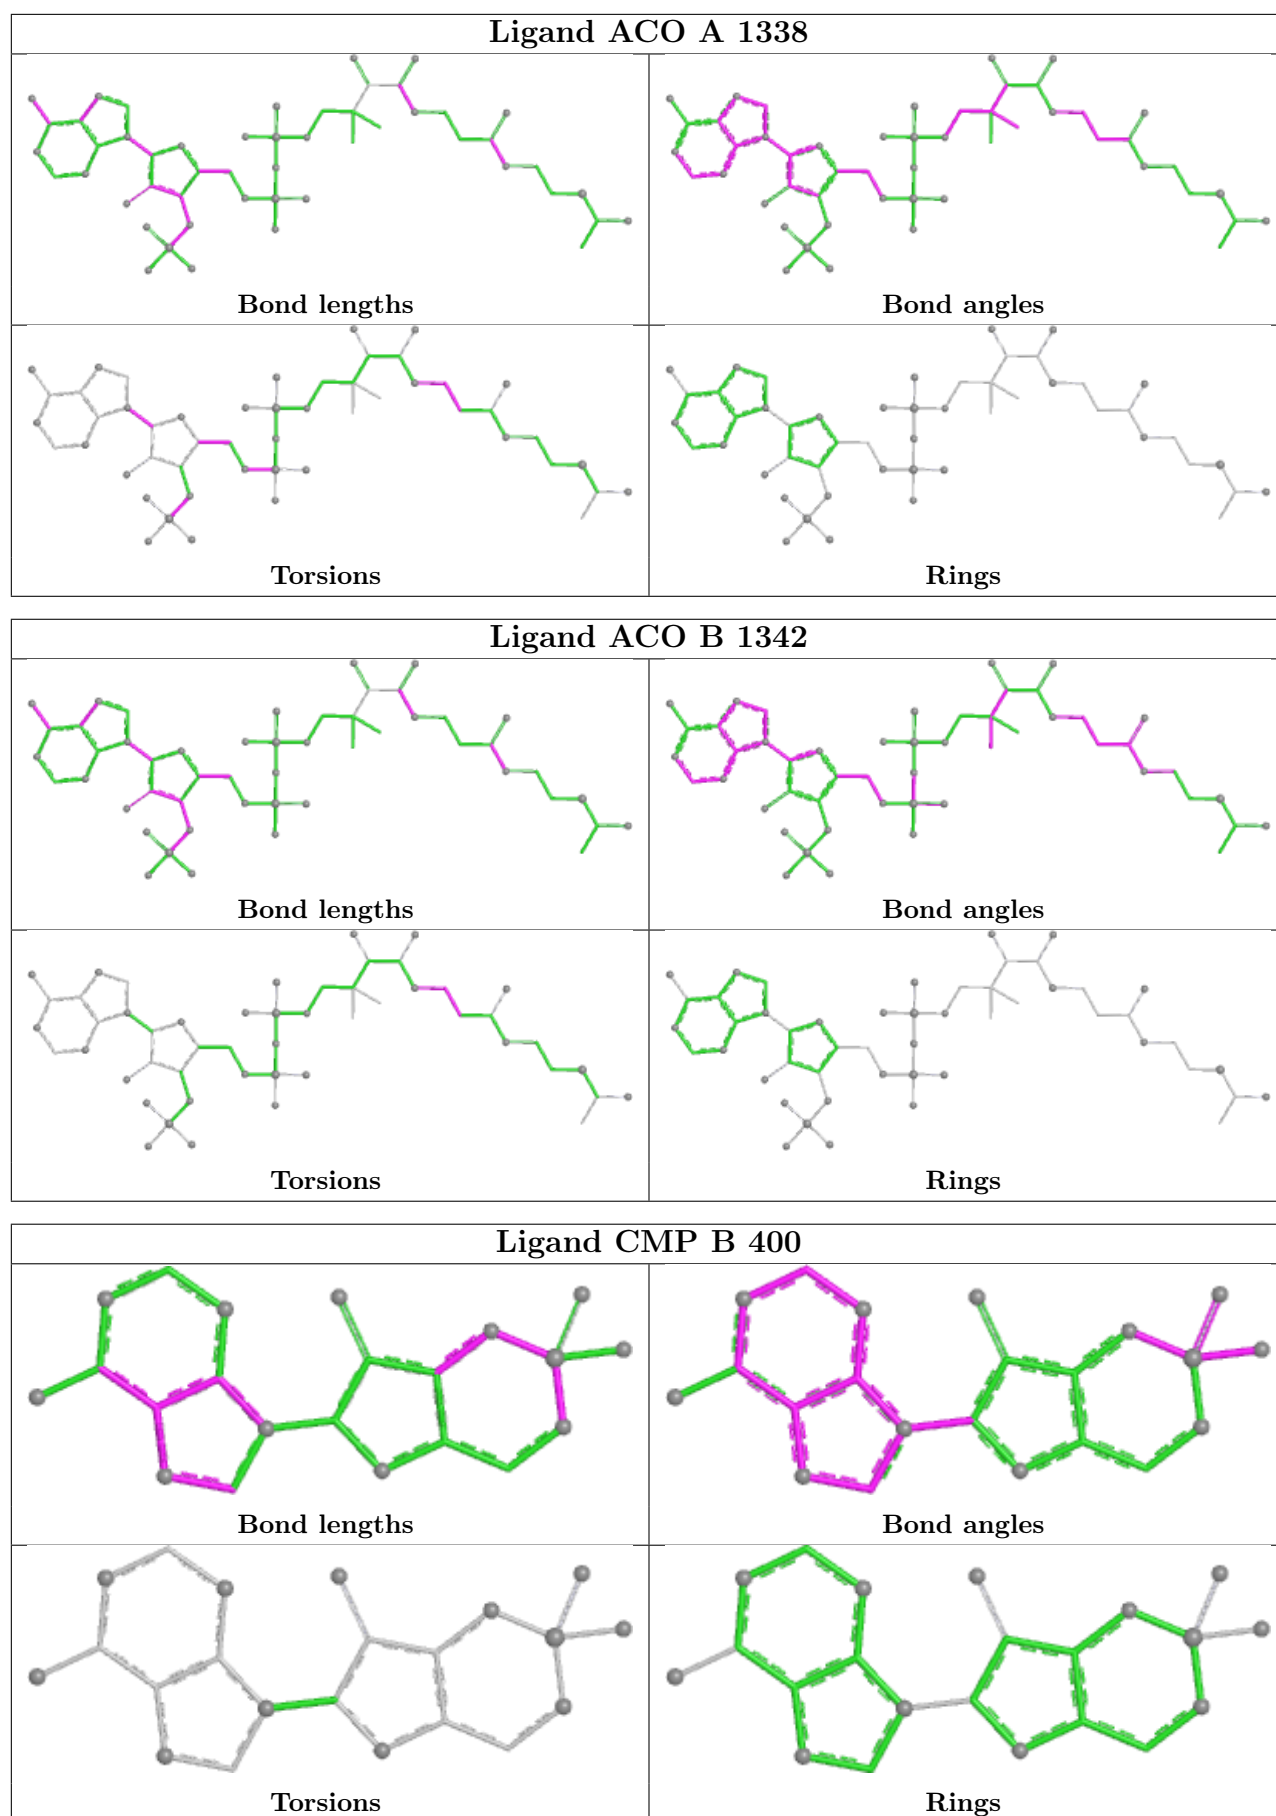 Ligand ACO A 1338
Bond lengths
Bond angles
Torsions
Rings
Ligand ACO B 1342
Bond lengths
Bond angles
Torsions
Rings
Ligand CMP B 400
Bond lengths
Bond angles
Torsions
Rings